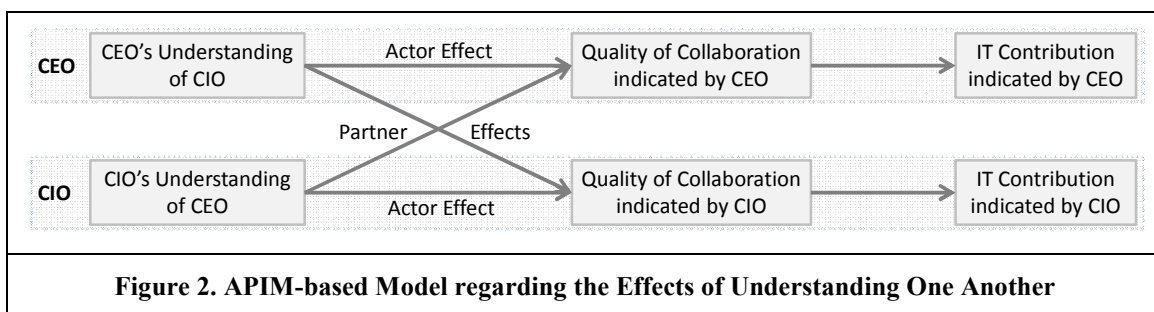 CEO
CEO’s Understanding
of CIO
Actor Effect
Quality of Collaboration
indicated by CEO
IT Contribution
indicated by CEO
Partner
Effects
CIO
CIO’s Understanding
of CEO
Actor Effect
Quality of Collaboration
indicated by CIO
IT Contribution
indicated by CIO
Figure 2. APIM-based Model regarding the Effects of Understanding One Another